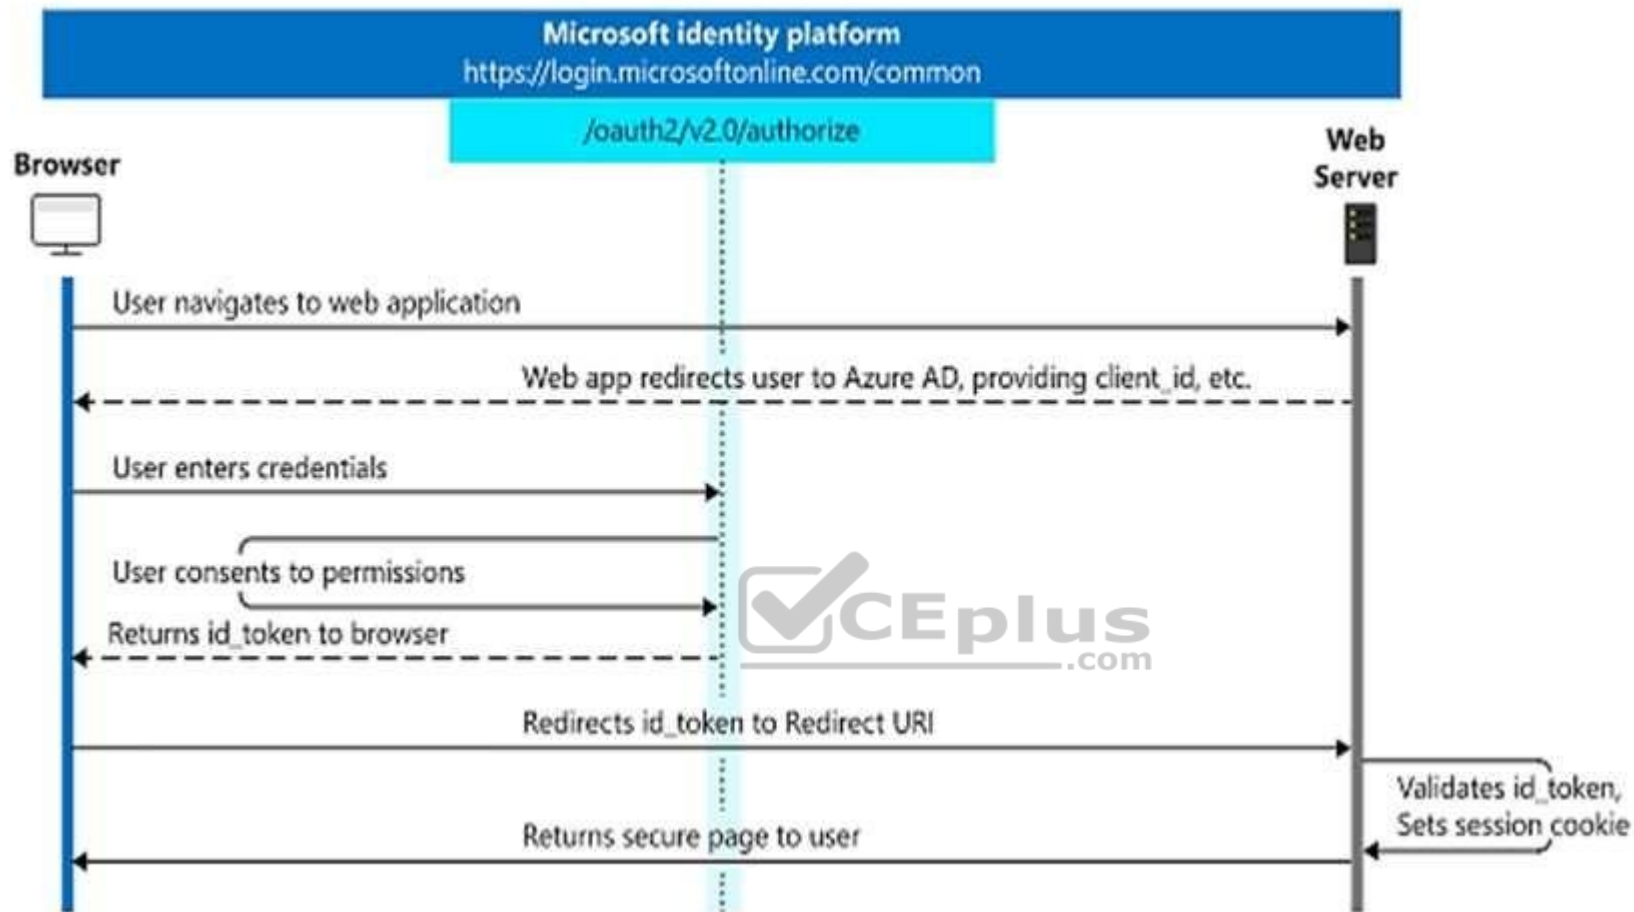 Microsoft identity platform
https://login.microsoftonline.com/common
/oauth2/v2.0/authorize
Browser
Web
Server
User navigates to web application
Web app redirects user to Azure AD, providing client_id, etc.
User enters credentials
User consents to permissions
Returns id_token to browser
CEplus
.com
Redirects id_token to Redirect URI
Validates id_token,
Sets session cookie
Returns secure page to user